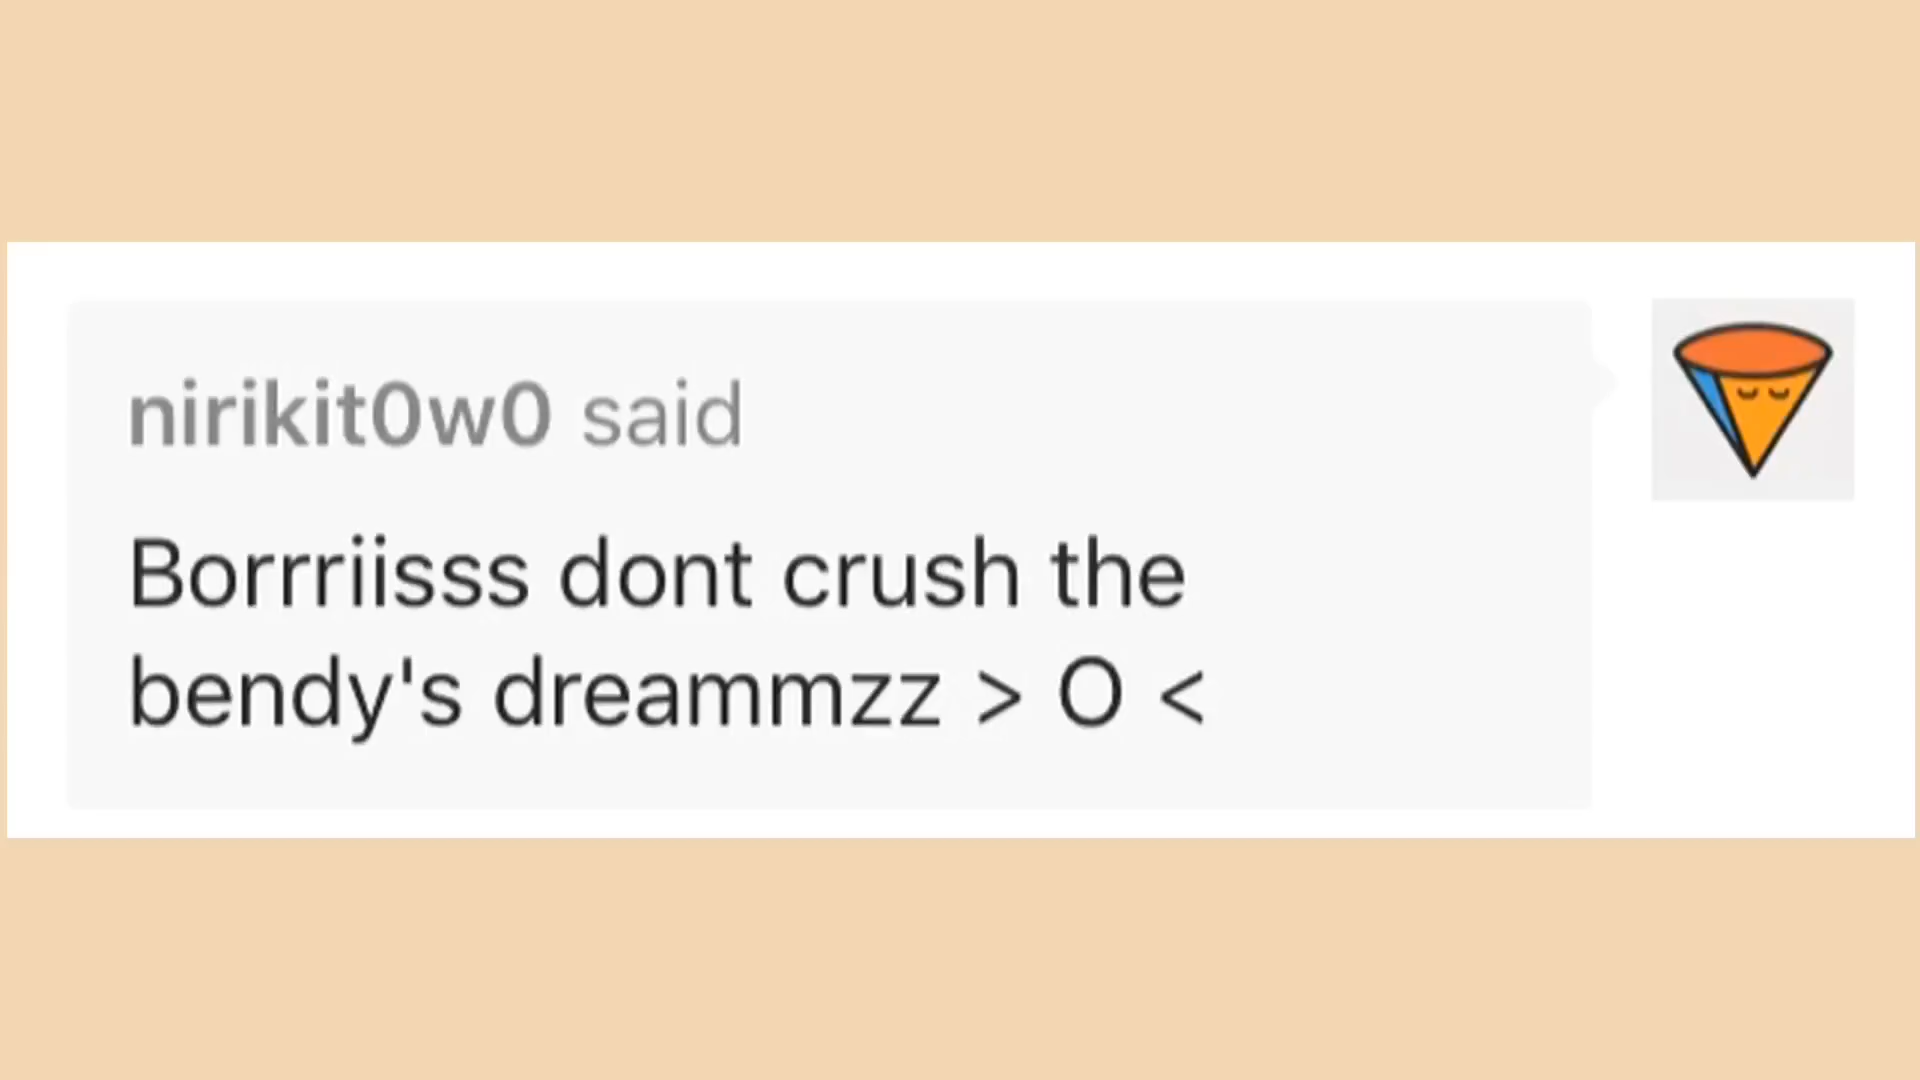 nirikit0w0 said
Borrriisss dont crush the
bendy's dreammzz > O <